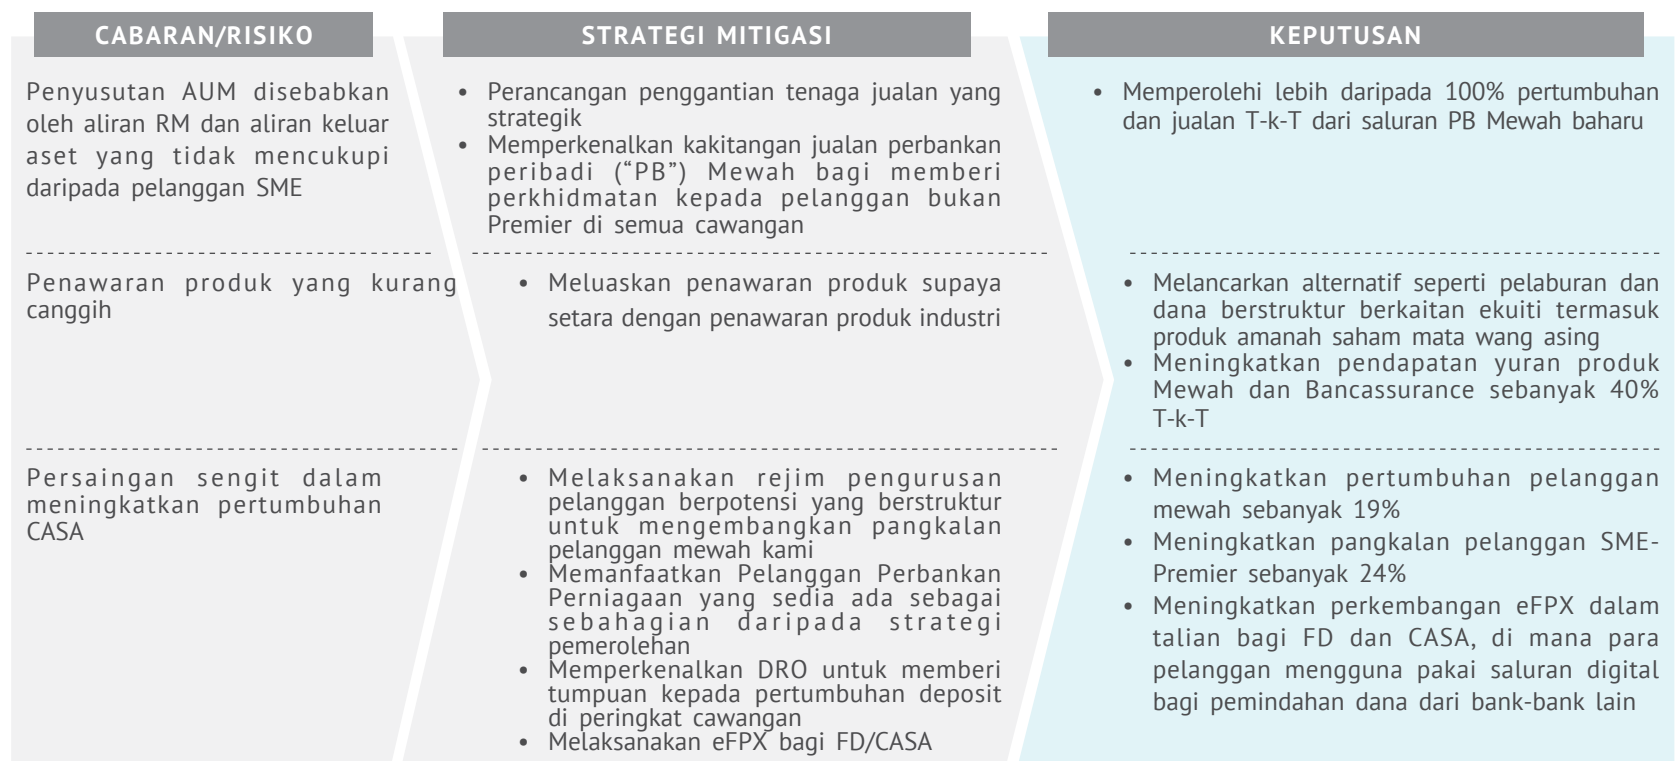 CABARAN/RISIKO
STRATEGI MITIGASI
KEPUTUSAN
Penyusutan AUM disebabkan
oleh aliran RM dan aliran keluar
aset yang tidak mencukupi
daripada pelanggan SME
• Perancangan penggantian tenaga jualan yang
strategik
• Memperkenalkan kakitangan jualan perbankan
peribadi (“PB”) Mewah bagi memberi
perkhidmatan kepada pelanggan bukan
Premier di semua cawangan
• Memperolehi lebih daripada 100% pertumbuhan
dan jualan T-k-T dari saluran PB Mewah baharu
Penawaran produk yang kurang
canggih
• Meluaskan penawaran produk supaya
setara dengan penawaran produk industri
• Melancarkan alternatif seperti pelaburan dan
dana berstruktur berkaitan ekuiti termasuk
produk amanah saham mata wang asing
• Meningkatkan pendapatan yuran produk
Mewah dan Bancassurance sebanyak 40%
T-k-T
Persaingan sengit dalam
meningkatkan pertumbuhan
CASA
• Melaksanakan rejim pengurusan
pelanggan berpotensi yang berstruktur
untuk mengembangkan pangkalan
pelanggan mewah kami
• Memanfaatkan Pelanggan Perbankan
Perniagaan yang sedia ada sebagai
sebahagian daripada strategi
pemerolehan
• Memperkenalkan DRO untuk memberi
tumpuan kepada pertumbuhan deposit
di peringkat cawangan
• Melaksanakan eFPX bagi FD/CASA
• Meningkatkan pertumbuhan pelanggan
mewah sebanyak 19%
• Meningkatkan pangkalan pelanggan SME-
Premier sebanyak 24%
• Meningkatkan perkembangan eFPX dalam
talian bagi FD dan CASA, di mana para
pelanggan mengguna pakai saluran digital
bagi pemindahan dana dari bank-bank lain